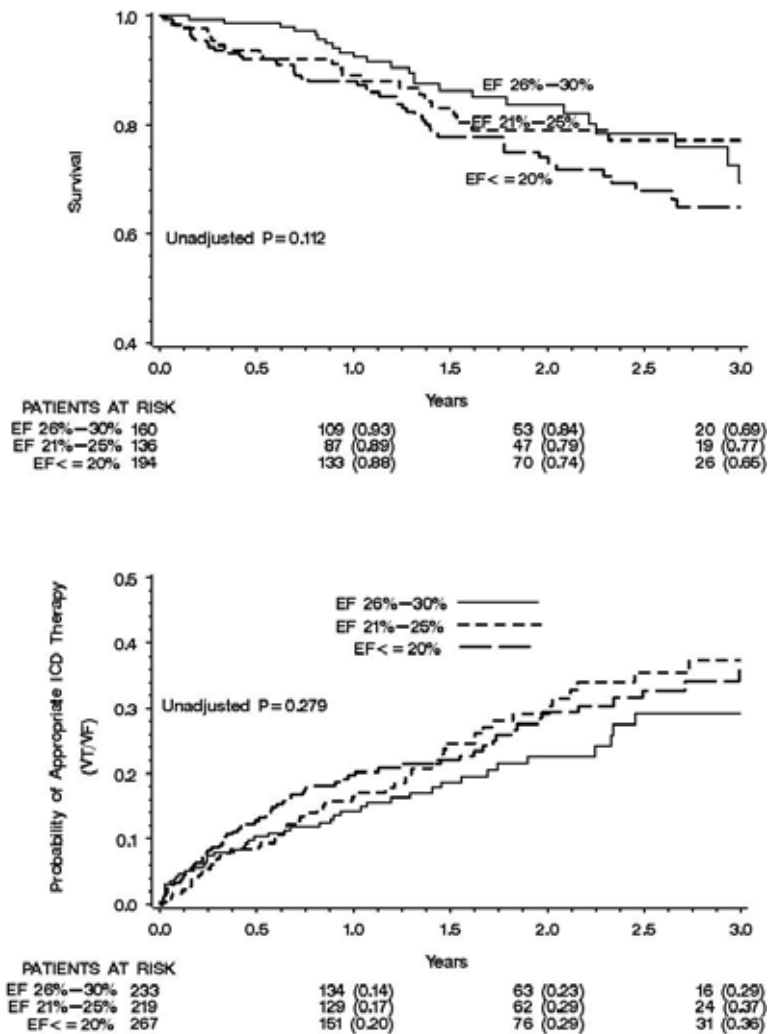 1.0
0.8
0.6
0.4
Survival
EF 26%–30%
EF 21%–25%
EF<=20%
Unadjusted P=0.112
0.0 0.5 1.0 1.5 2.0 2.5 3.0
Years
PATIENTS AT RISK
EF 26%–30% 160 109 (0.93) 53 (0.84) 20 (0.69)
EF 21%–25% 136 87 (0.89) 47 (0.79) 19 (0.77)
EF<=20% 194 133 (0.88) 70 (0.74) 26 (0.65)
0.5
0.4
0.3
0.2
0.1
0.0
Probability of Appropriate ICD Therapy
(VT/VF)
EF 26%–30%
EF 21%–25%
EF<=20%
Unadjusted P=0.279
0.0 0.5 1.0 1.5 2.0 2.5 3.0
Years
PATIENTS AT RISK
EF 26%–30% 233 134 (0.14) 63 (0.23) 16 (0.29)
EF 21%–25% 219 129 (0.17) 62 (0.29) 24 (0.37)
EF<=20% 267 151 (0.20) 76 (0.29) 31 (0.36)